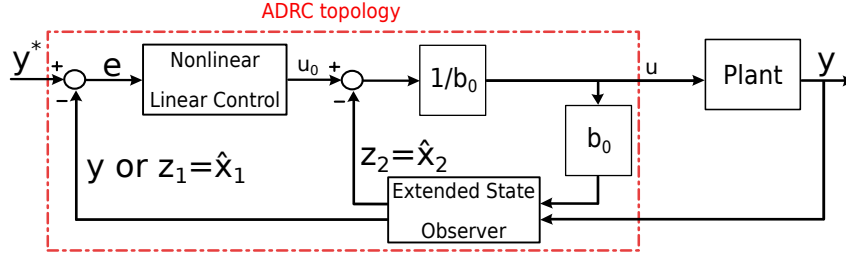 ADRC topology
y* + e
Nonlinear
Linear Control
u₀ +
1/b₀
u
Plant
y
−
−
b₀
y or z₁=x̂₁
z₂=x̂₂
Extended State
Observer